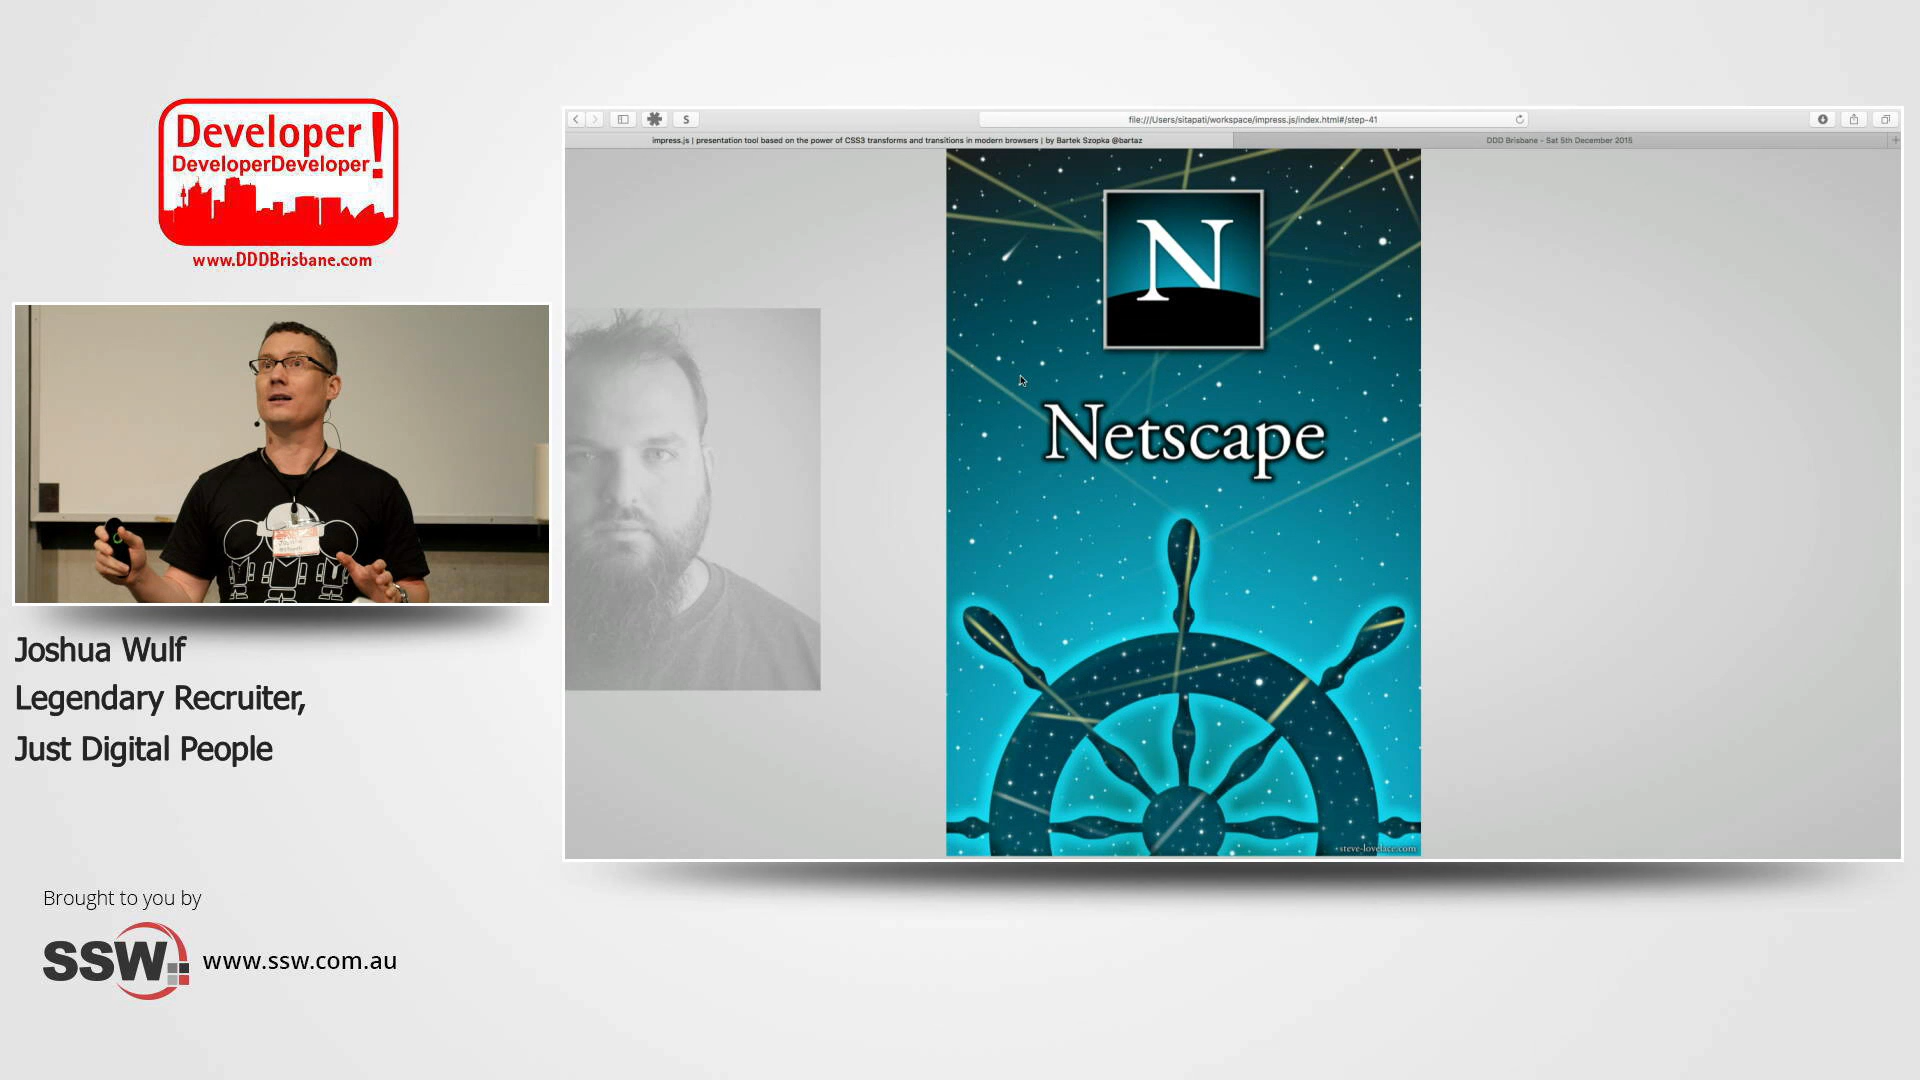 Developer!
DeveloperDeveloper
www.DDDBrisbane.com
Joshua Wulf
Legendary Recruiter,
Just Digital People
Brought to you by
SSW
www.ssw.com.au
S
file:///Users/sitapati/workspace/impress.js/index.html#/step-41
impress.js | presentation tool based on the power of CSS3 transforms and transitions in modern browsers | by Bartek Szopka @bartaz
DDD Brisbane - Sat 5th December 2015
N
Netscape
steve-lovelace.com